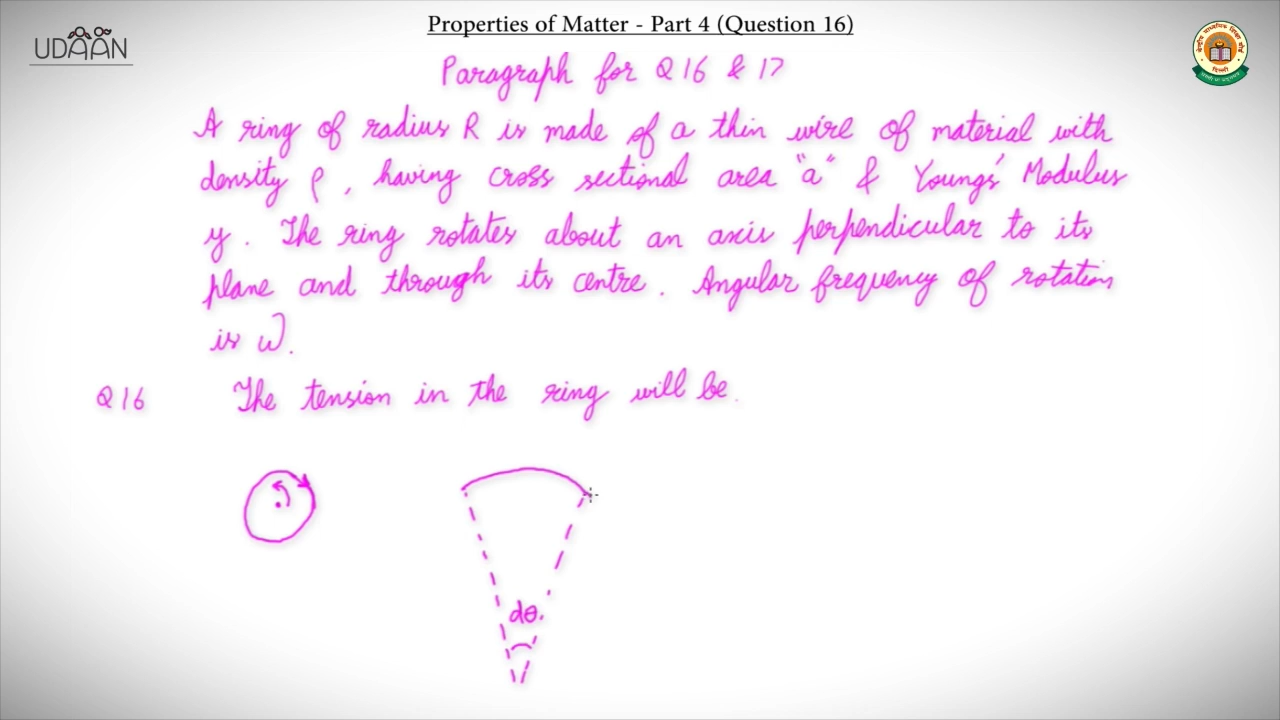 Properties of Matter - Part 4 (Question 16)
UDAAN
Paragraph for Q 16 & 17
A ring of radius R is made of a thin wire of material with
density ρ, having cross sectional area "a" & Youngs' Modulus
y. The ring rotates about an axis perpendicular to its
plane and through its centre. Angular frequency of rotation
is ω.
Q 16 The tension in the ring will be.
dθ.